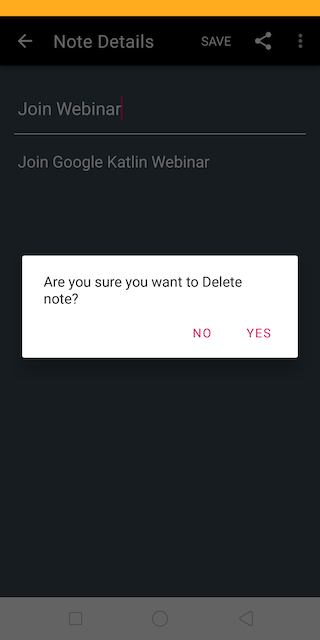 Note Details SAVE
Join Webinar
Join Google Katlin Webinar
Are you sure you want to Delete
note?
NO YES